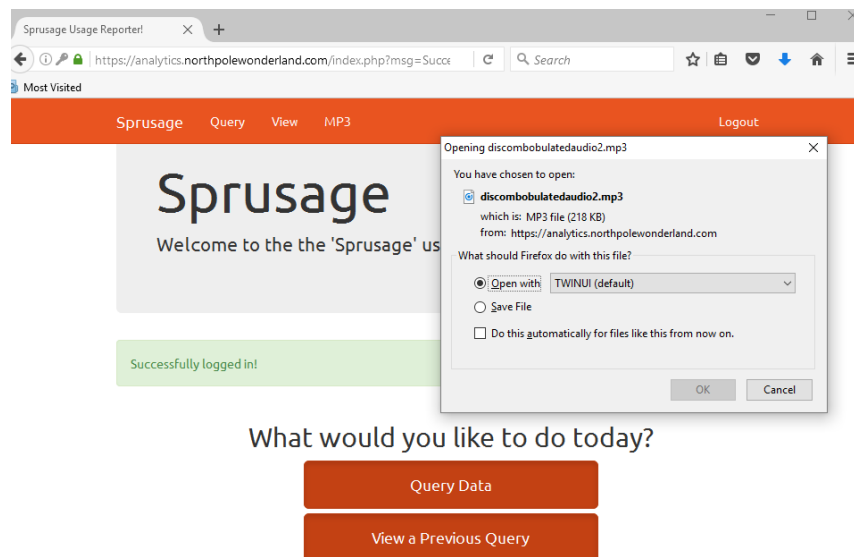 Sprusage Usage Reporter!
https://analytics.northpolewonderland.com/index.php?msg=Succe
Search
Most Visited
Sprusage Query View MP3 Logout
Sprusage
Welcome to the the 'Sprusage' us
Opening discombobulatedaudio2.mp3
You have chosen to open:
discombobulatedaudio2.mp3
which is: MP3 file (218 KB)
from: https://analytics.northpolewonderland.com
What should Firefox do with this file?
Open with TWINUI (default)
Save File
Do this automatically for files like this from now on.
OK Cancel
Successfully logged in!
What would you like to do today?
Query Data
View a Previous Query